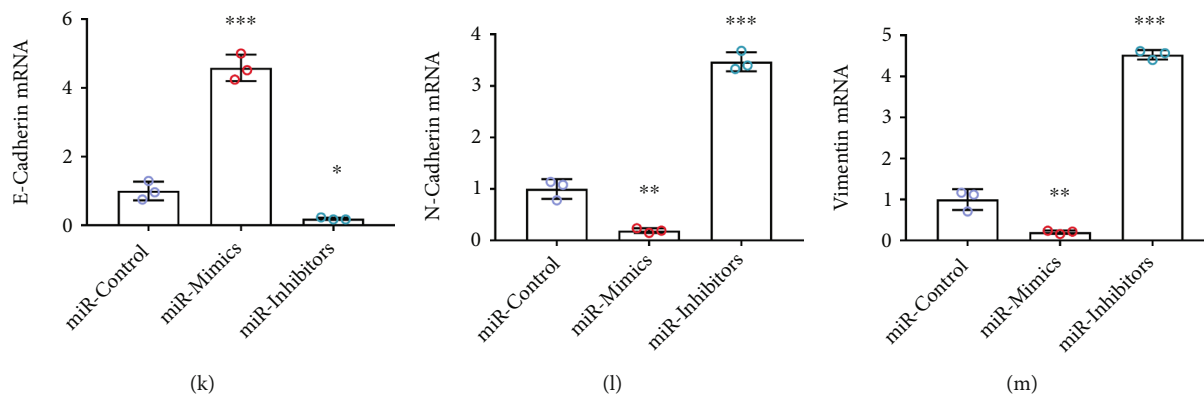 E-Cadherin mRNA
6
4
2
0
***
*
miR-Control
miR-Mimics
miR-Inhibitors
(k)
N-Cadherin mRNA
4
3
2
1
0
**
***
miR-Control
miR-Mimics
miR-Inhibitors
(l)
Vimentin mRNA
5
4
3
2
1
0
**
***
miR-Control
miR-Mimics
miR-Inhibitors
(m)